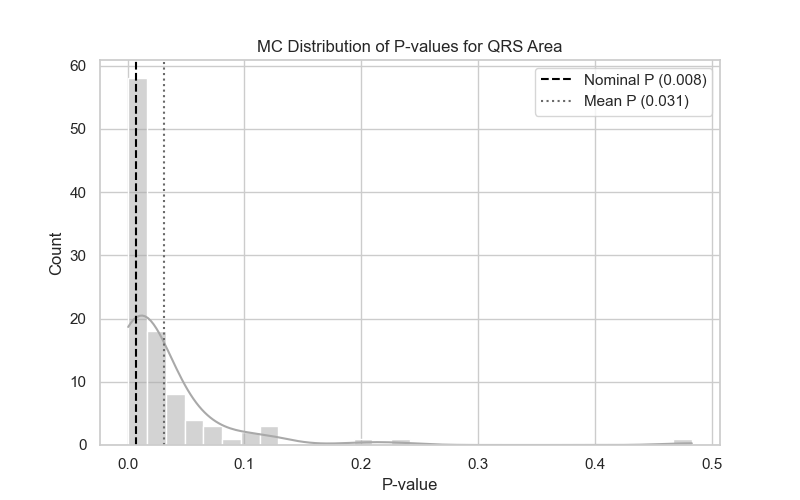 MC Distribution of P-values for QRS Area
Nominal P (0.008)
Mean P (0.031)
60
50
40
30
20
10
0
Count
0.0 0.1 0.2 0.3 0.4 0.5
P-value